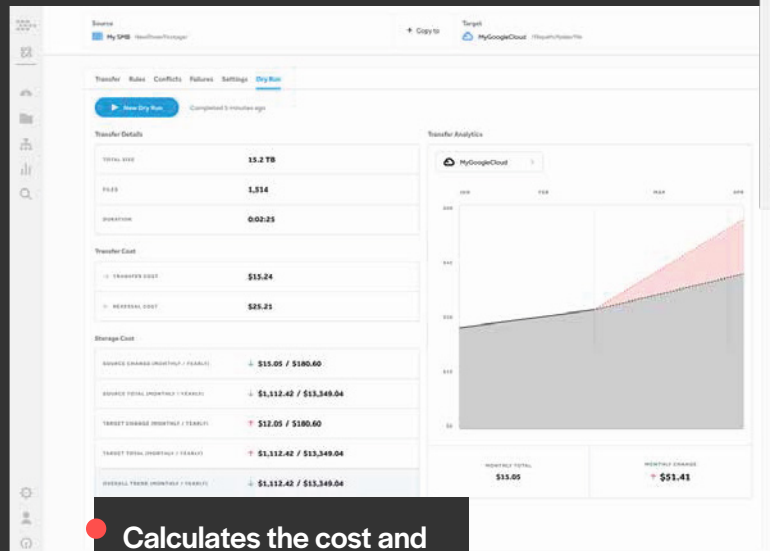 Source
My SMB
Copy to
Target
MyGoogleCloud
Transfer Rules Conflicts Failures Settings Dry Run
New Dry Run
Completed 5 minutes ago
Transfer Details
TOTAL SIZE 15.2 TB
FILES 1,514
DURATION 0:02:25
Transfer Cost
TRANSFER COST $15.24
REVERSAL COST $25.21
Storage Cost
SOURCE CHANGE (MONTHLY / YEARLY) ↓ $15.05 / $180.60
SOURCE TOTAL (MONTHLY / YEARLY) ↓ $1,112.42 / $13,349.04
TARGET CHANGE (MONTHLY / YEARLY) ↑ $12.05 / $180.60
TARGET TOTAL (MONTHLY / YEARLY) ↑ $1,112.42 / $13,349.04
OVERALL TREND (MONTHLY / YEARLY) ↓ $1,112.42 / $13,349.04
Transfer Analytics
MyGoogleCloud
JAN FEB MAR APR
MONTHLY TOTAL
$15.05
MONTHLY CHANGE
↑ $51.41
Calculates the cost and